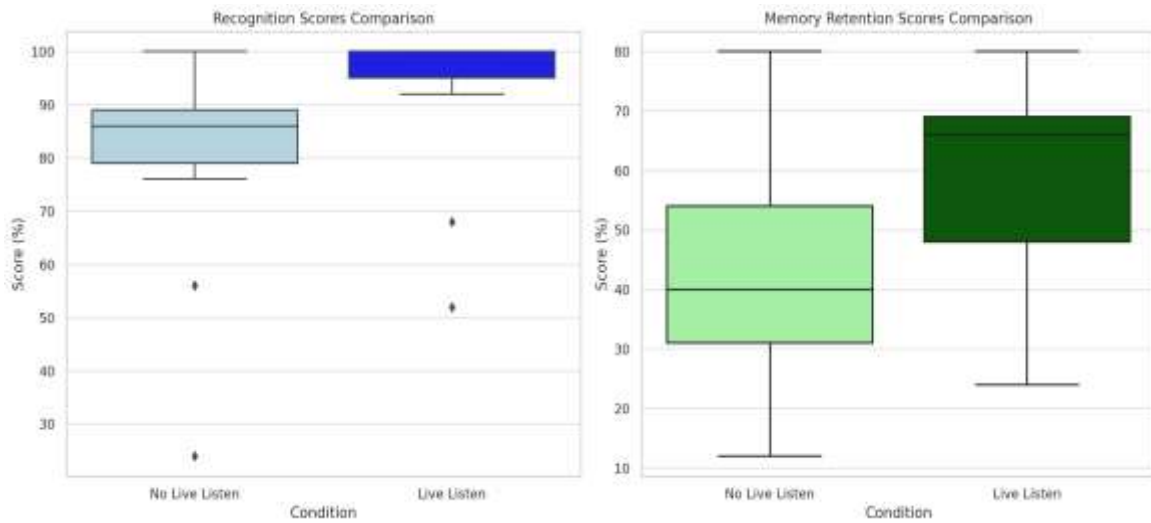 Recognition Scores Comparison
100
90
80
70
60
50
40
30
Score (%)
No Live Listen
Live Listen
Condition
Memory Retention Scores Comparison
80
70
60
50
40
30
20
10
Score (%)
No Live Listen
Live Listen
Condition